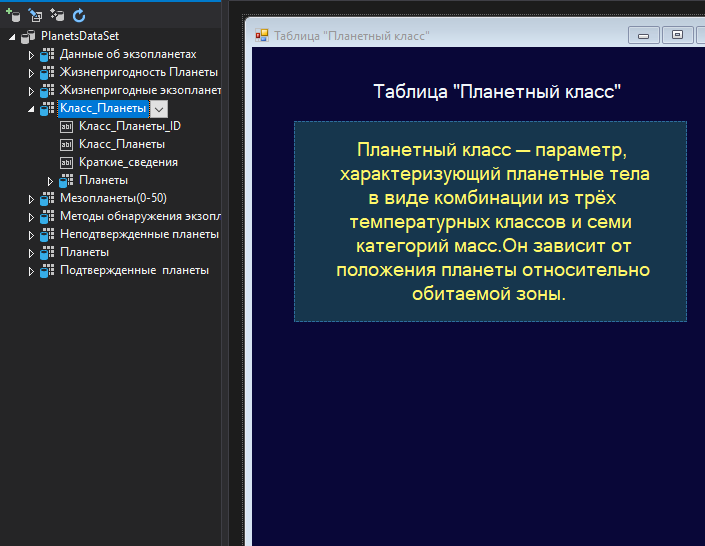 PlanetsDataSet
Данные об экзопланетах
Жизнепригодность Планеты
Жизнепригодные экзопланет
Класс_Планеты
Класс_Планеты_ID
Класс_Планеты
Краткие_сведения
Планеты
Мезопланеты(0-50)
Методы обнаружения экзопл
Неподтвержденные планеты
Планеты
Подтвержденные планеты
Таблица "Планетный класс"
Таблица "Планетный класс"
Планетный класс — параметр,
характеризующий планетные тела
в виде комбинации из трёх
температурных классов и семи
категорий масс.Он зависит от
положения планеты относительно
обитаемой зоны.